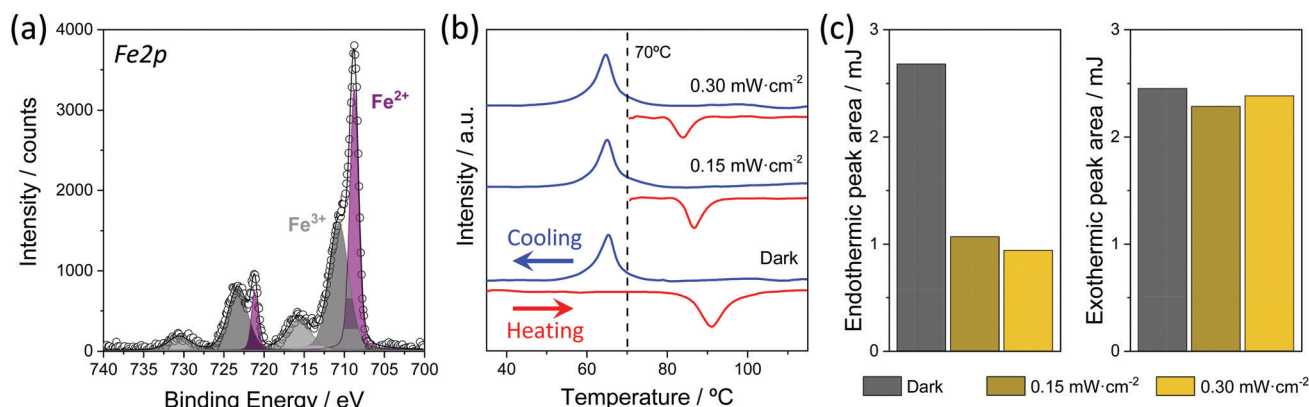 (a)
Fe2p
Fe²⁺
Fe³⁺
Intensity / counts
4000
3000
2000
1000
0
740 735 730 725 720 715 710 705 700
Binding Energy / eV
(b)
70ºC
0.30 mW·cm⁻²
0.15 mW·cm⁻²
Cooling
Dark
Heating
Intensity / a.u.
40 60 80 100
Temperature / ºC
(c)
Endothermic peak area / mJ
3
2
1
0
Exothermic peak area / mJ
3
2
1
0
Dark 0.15 mW·cm⁻² 0.30 mW·cm⁻²